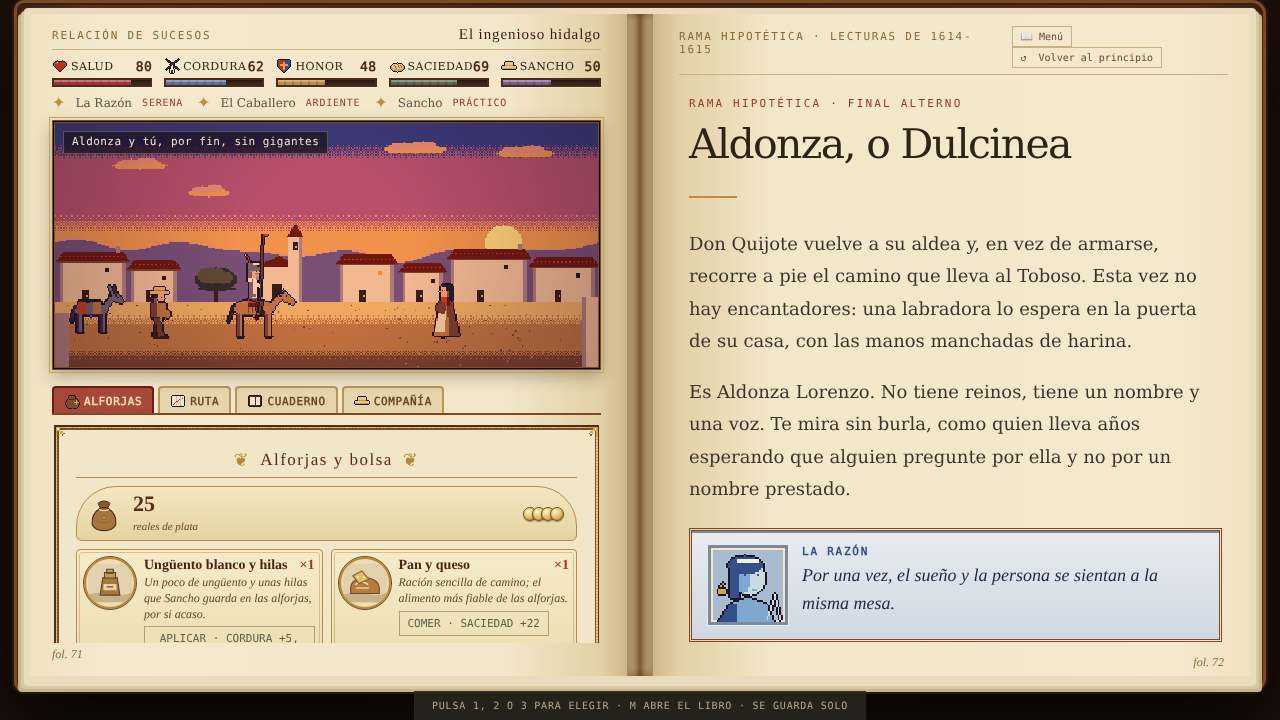 RELACIÓN DE SUCESOS
El ingenioso hidalgo
SALUD 80
CORDURA 62
HONOR 48
SACIEDAD 69
SANCHO 50
La Razón SERENA
El Caballero ARDIENTE
Sancho PRÁCTICO
Aldonza y tú, por fin, sin gigantes
ALFORJAS
RUTA
CUADERNO
COMPAÑÍA
Alforjas y bolsa
25
reales de plata
Ungüento blanco y hilas ×1
Un poco de ungüento y unas hilas
que Sancho guarda en las alforjas,
por si acaso.
APLICAR · CORDURA +5,
Pan y queso ×1
Ración sencilla de camino; el
alimento más fiable de las alforjas.
COMER · SACIEDAD +22
fol. 71
RAMA HIPOTÉTICA · LECTURAS DE 1614-
1615
Menú
↺ Volver al principio
RAMA HIPOTÉTICA · FINAL ALTERNO
Aldonza, o Dulcinea
Don Quijote vuelve a su aldea y, en vez de armarse,
recorre a pie el camino que lleva al Toboso. Esta vez no
hay encantadores: una labradora lo espera en la puerta
de su casa, con las manos manchadas de harina.
Es Aldonza Lorenzo. No tiene reinos, tiene un nombre y
una voz. Te mira sin burla, como quien lleva años
esperando que alguien pregunte por ella y no por un
nombre prestado.
LA RAZÓN
Por una vez, el sueño y la persona se sientan a la
misma mesa.
fol. 72
PULSA 1, 2 O 3 PARA ELEGIR · M ABRE EL LIBRO · SE GUARDA SOLO